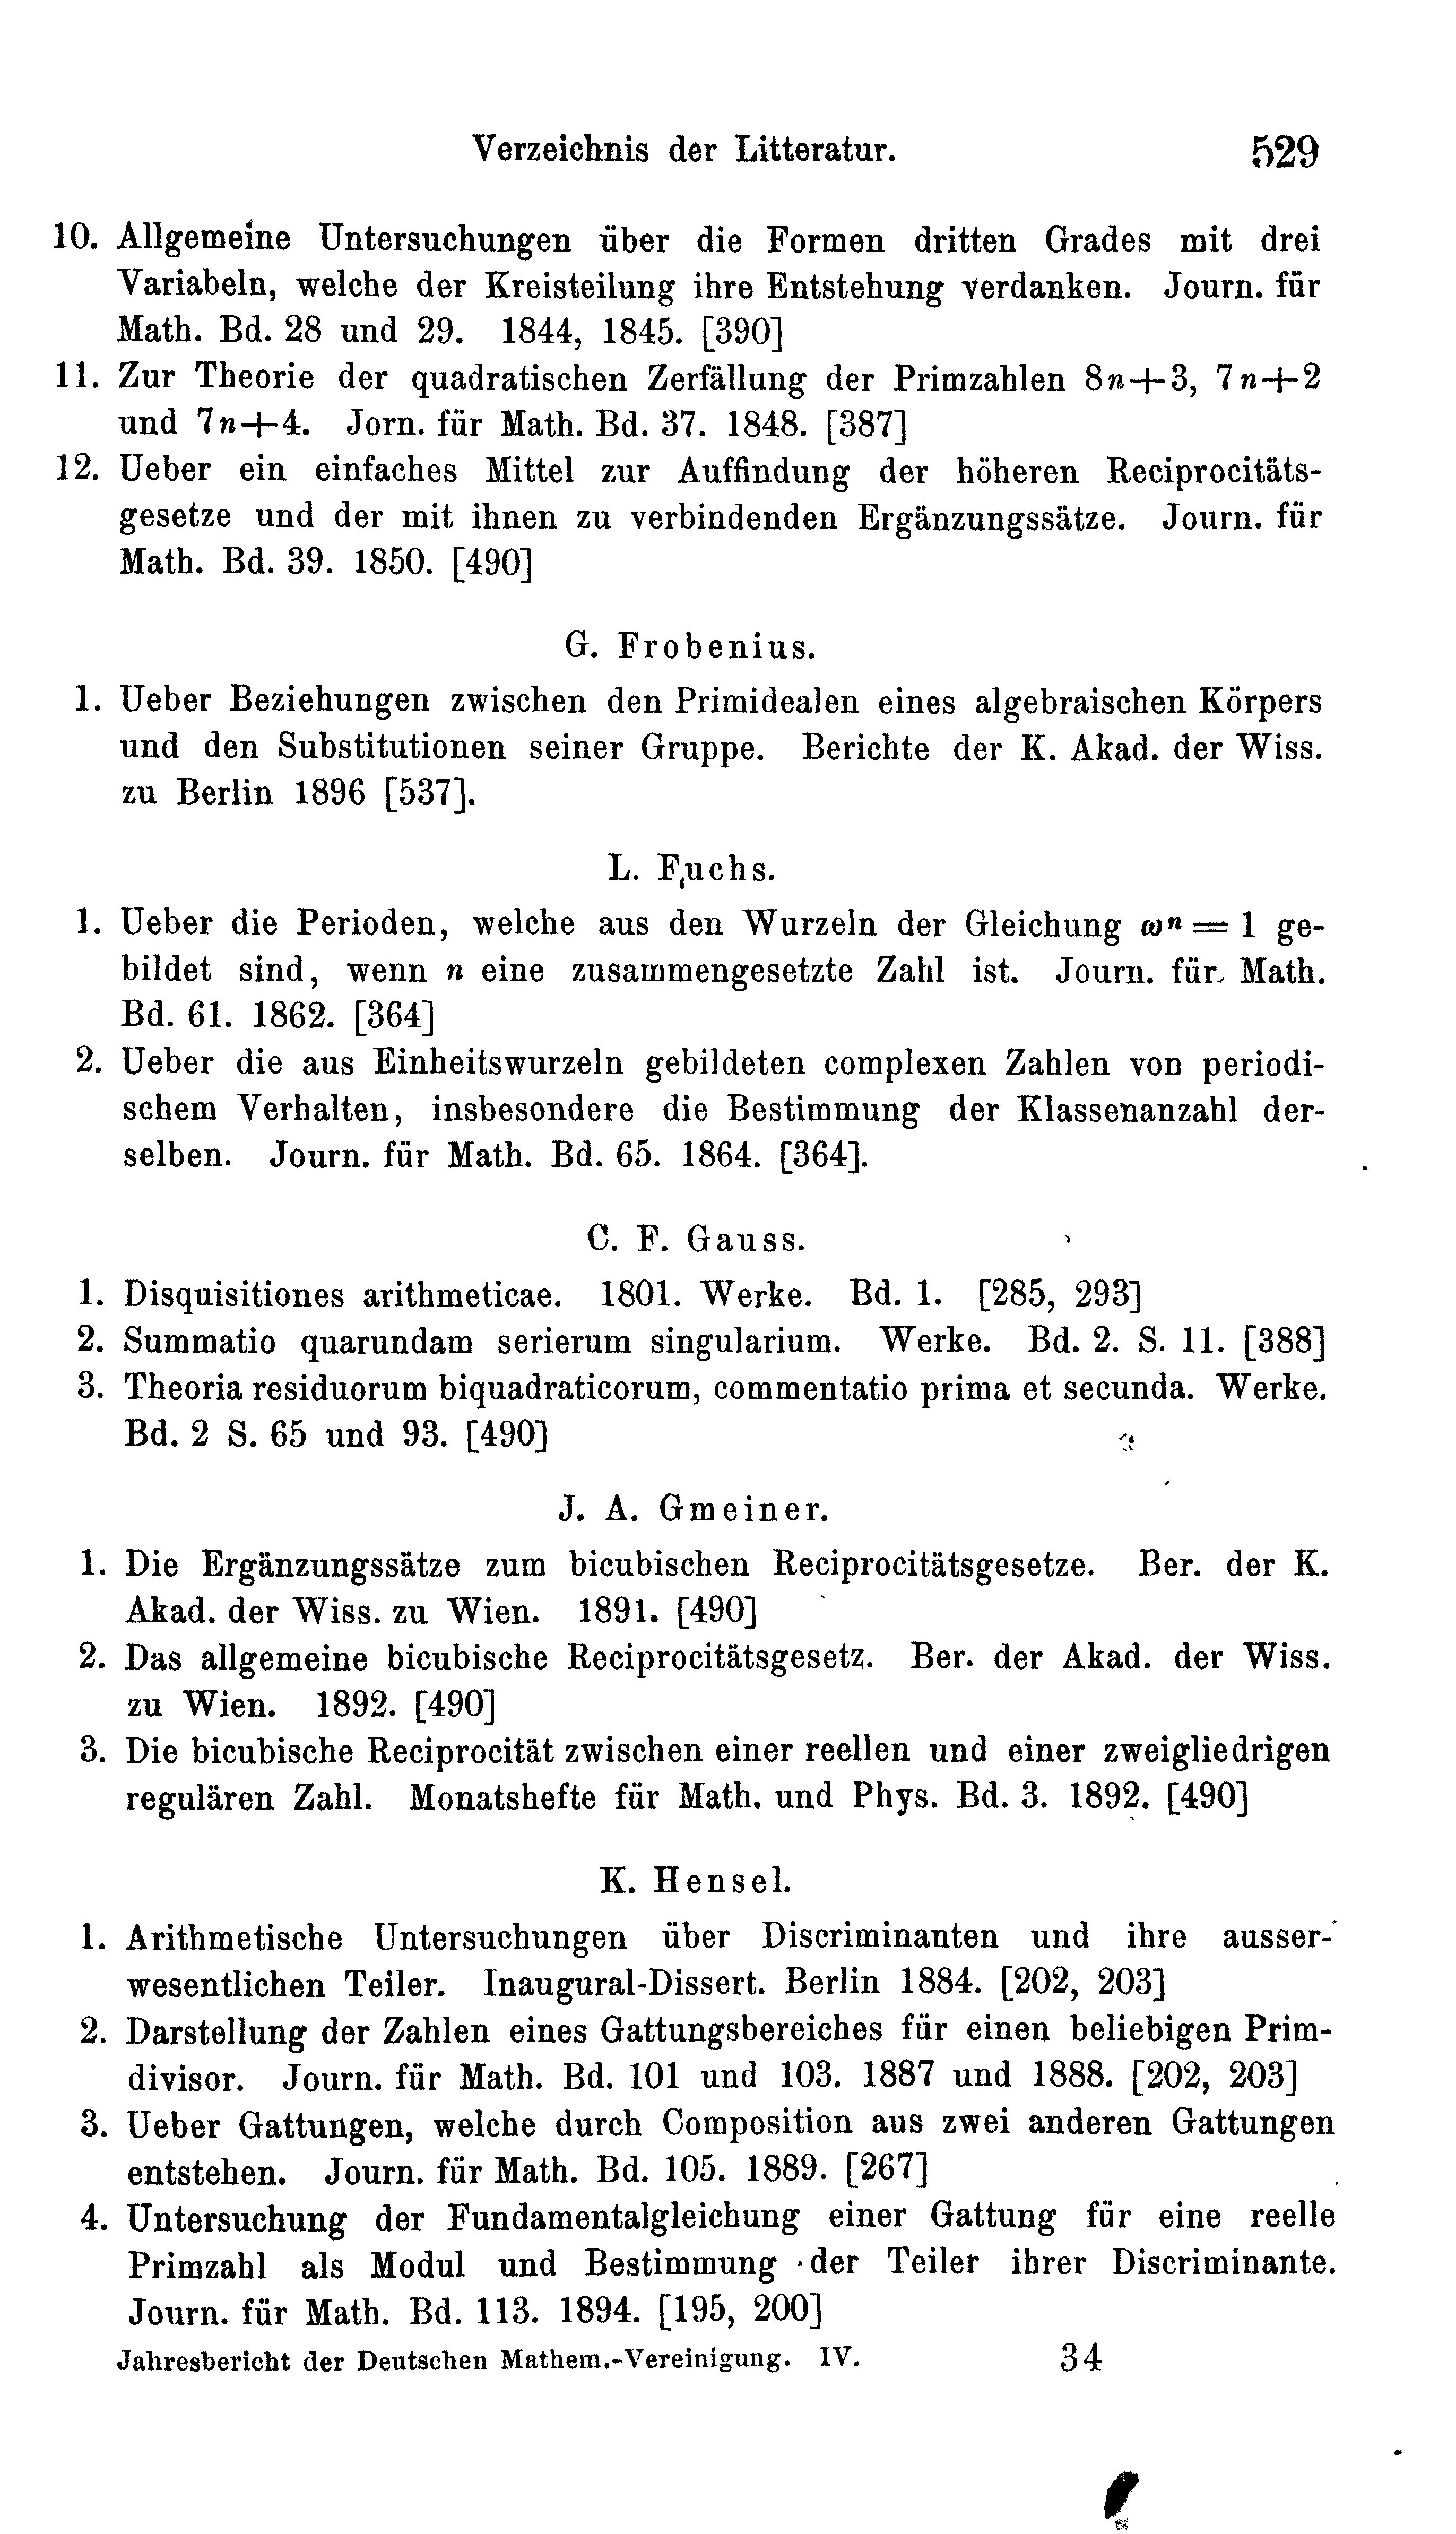 Verzeichnis der Litteratur. 529
10. Allgemeine Untersuchungen über die Formen dritten Grades mit drei
Variabeln, welche der Kreisteilung ihre Entstehung verdanken. Journ. für
Math. Bd. 28 und 29. 1844, 1845. [390]
11. Zur Theorie der quadratischen Zerfällung der Primzahlen 8n+3, 7n+2
und 7n+4. Jorn. für Math. Bd. 37. 1848. [387]
12. Ueber ein einfaches Mittel zur Auffindung der höheren Reciprocitäts-
gesetze und der mit ihnen zu verbindenden Ergänzungssätze. Journ. für
Math. Bd. 39. 1850. [490]
G. Frobenius.
1. Ueber Beziehungen zwischen den Primidealen eines algebraischen Körpers
und den Substitutionen seiner Gruppe. Berichte der K. Akad. der Wiss.
zu Berlin 1896 [537].
L. Fuchs.
1. Ueber die Perioden, welche aus den Wurzeln der Gleichung ωⁿ = 1 ge-
bildet sind, wenn n eine zusammengesetzte Zahl ist. Journ. für Math.
Bd. 61. 1862. [364]
2. Ueber die aus Einheitswurzeln gebildeten complexen Zahlen von periodi-
schem Verhalten, insbesondere die Bestimmung der Klassenanzahl der-
selben. Journ. für Math. Bd. 65. 1864. [364].
C. F. Gauss.
1. Disquisitiones arithmeticae. 1801. Werke. Bd. 1. [285, 293]
2. Summatio quarundam serierum singularium. Werke. Bd. 2. S. 11. [388]
3. Theoria residuorum biquadraticorum, commentatio prima et secunda. Werke.
Bd. 2 S. 65 und 93. [490]
J. A. Gmeiner.
1. Die Ergänzungssätze zum bicubischen Reciprocitätsgesetze. Ber. der K.
Akad. der Wiss. zu Wien. 1891. [490]
2. Das allgemeine bicubische Reciprocitätsgesetz. Ber. der Akad. der Wiss.
zu Wien. 1892. [490]
3. Die bicubische Reciprocität zwischen einer reellen und einer zweigliedrigen
regulären Zahl. Monatshefte für Math. und Phys. Bd. 3. 1892. [490]
K. Hensel.
1. Arithmetische Untersuchungen über Discriminanten und ihre ausser-
wesentlichen Teiler. Inaugural-Dissert. Berlin 1884. [202, 203]
2. Darstellung der Zahlen eines Gattungsbereiches für einen beliebigen Prim-
divisor. Journ. für Math. Bd. 101 und 103. 1887 und 1888. [202, 203]
3. Ueber Gattungen, welche durch Composition aus zwei anderen Gattungen
entstehen. Journ. für Math. Bd. 105. 1889. [267]
4. Untersuchung der Fundamentalgleichung einer Gattung für eine reelle
Primzahl als Modul und Bestimmung der Teiler ihrer Discriminante.
Journ. für Math. Bd. 113. 1894. [195, 200]
Jahresbericht der Deutschen Mathem.-Vereinigung. IV. 34